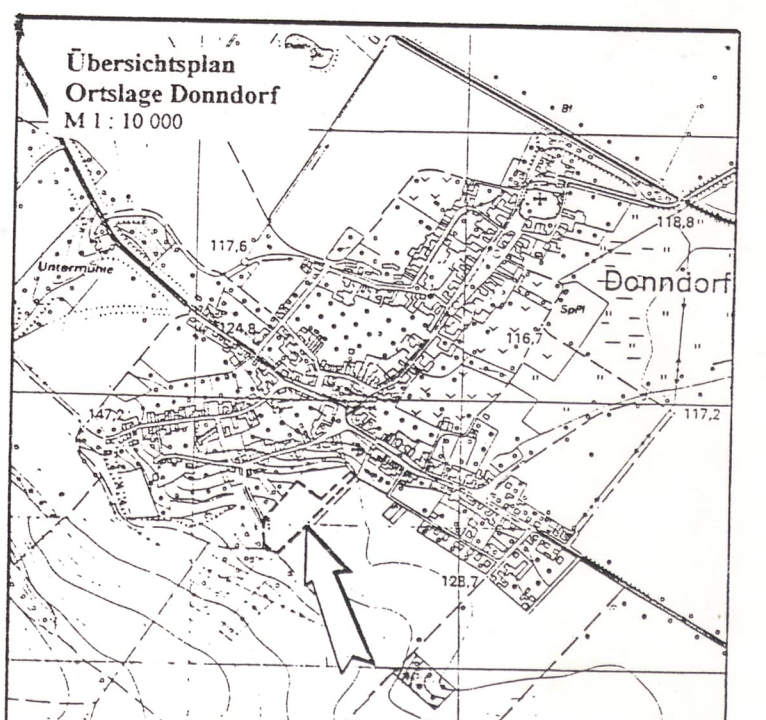 Übersichtsplan
Ortslage Donndorf
M 1 : 10 000
Bf
118,8
117,6
Untermühle
Donndorf
SpPl
124,8
116,7
147,2
117,2
128,7